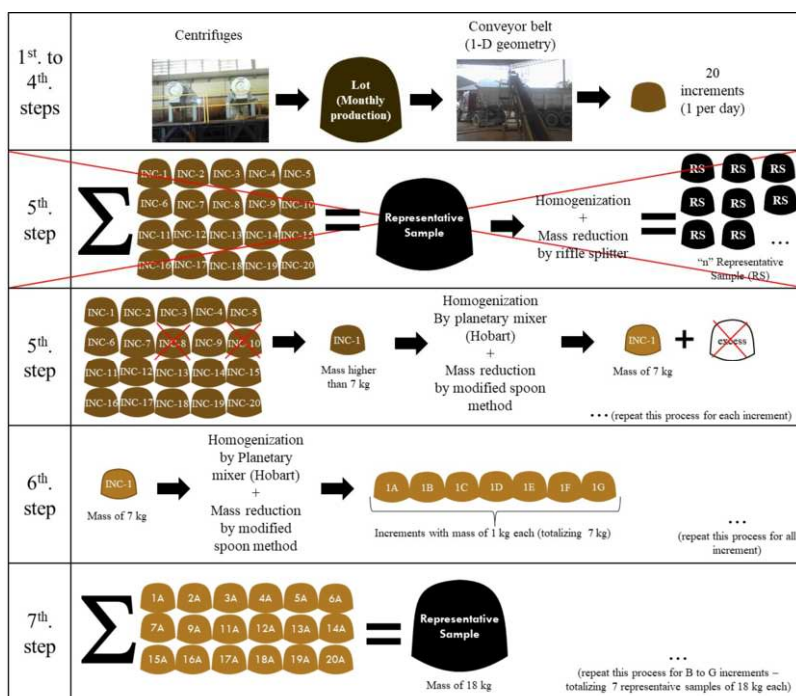 1st. to
4th.
steps
Centrifuges
Lot
(Monthly
production)
Conveyor belt
(1-D geometry)
20
increments
(1 per day)
5th.
step
∑
INC-1 INC-2 INC-3 INC-4 INC-5
INC-6 INC-7 INC-8 INC-9 INC-10
INC-11 INC-12 INC-13 INC-14 INC-15
INC-16 INC-17 INC-18 INC-19 INC-20
=
Representative
Sample
Homogenization
+
Mass reduction
by riffle splitter
=
RS RS RS
RS RS RS
RS RS ...
“n” Representative
Sample (RS)
5th.
step
INC-1 INC-2 INC-3 INC-4 INC-5
INC-6 INC-7 INC-8 INC-9 INC-10
INC-11 INC-12 INC-13 INC-14 INC-15
INC-16 INC-17 INC-18 INC-19 INC-20
INC-1
Mass higher
than 7 kg
Homogenization
By planetary mixer
(Hobart)
+
Mass reduction
by modified spoon
method
INC-1
Mass of 7 kg
+
excess
... (repeat this process for each increment)
6th.
step
INC-1
Mass of 7 kg
Homogenization
by Planetary
mixer (Hobart)
+
Mass reduction
by modified
spoon method
1A 1B 1C 1D 1E 1F 1G
Increments with mass of 1 kg each (totalizing 7 kg)
...
(repeat this process for all
increment)
7th.
step
∑
1A 2A 3A 4A 5A 6A
7A 9A 11A 12A 13A 14A
15A 16A 17A 18A 19A 20A
=
Representative
Sample
Mass of 18 kg
...
(repeat this process for B to G increments –
totalizing 7 representaive samples of 18 kg each)